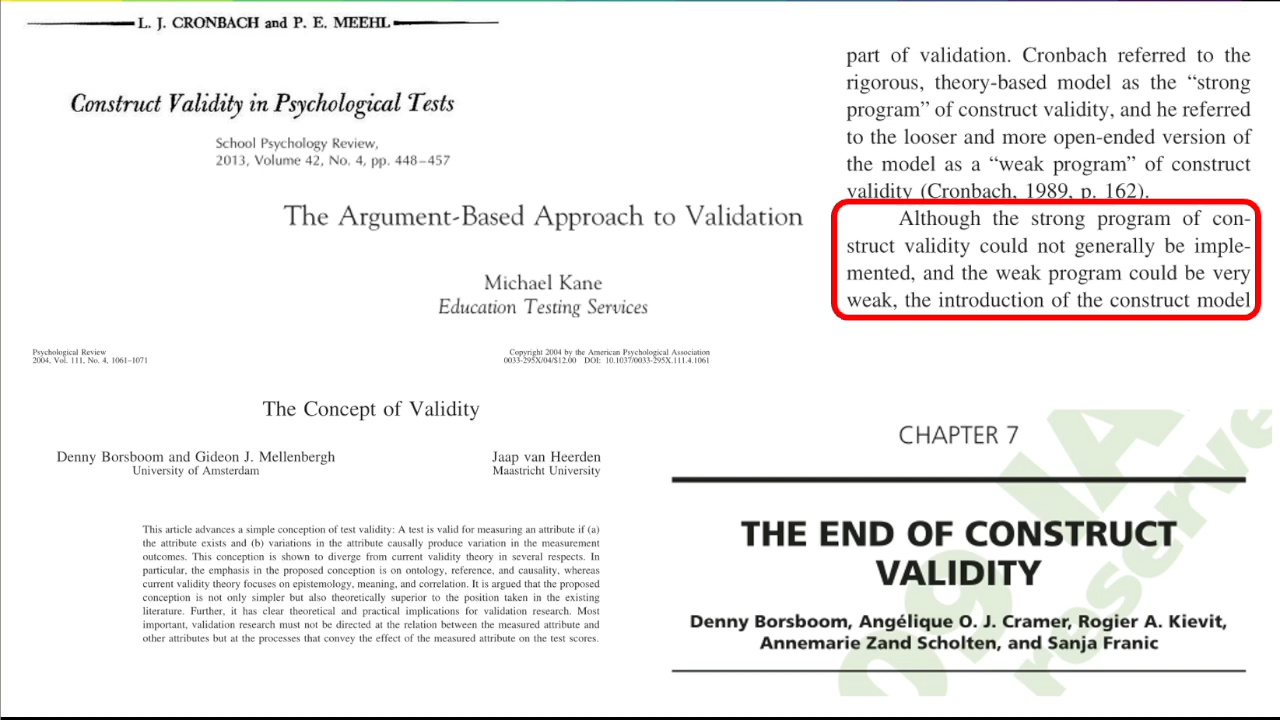 L. J. CRONBACH and P. E. MEEHL
Construct Validity in Psychological Tests
School Psychology Review,
2013, Volume 42, No. 4, pp. 448–457
The Argument-Based Approach to Validation
Michael Kane
Education Testing Services
part of validation. Cronbach referred to the
rigorous, theory-based model as the “strong
program” of construct validity, and he referred
to the looser and more open-ended version of
the model as a “weak program” of construct
validity (Cronbach, 1989, p. 162).
Although the strong program of con-
struct validity could not generally be imple-
mented, and the weak program could be very
weak, the introduction of the construct model
Psychological Review
2004, Vol. 111, No. 4, 1061–1071
Copyright 2004 by the American Psychological Association
0033-295X/04/$12.00 DOI: 10.1037/0033-295X.111.4.1061
The Concept of Validity
Denny Borsboom and Gideon J. Mellenbergh
University of Amsterdam
Jaap van Heerden
Maastricht University
This article advances a simple conception of test validity: A test is valid for measuring an attribute if (a)
the attribute exists and (b) variations in the attribute causally produce variation in the measurement
outcomes. This conception is shown to diverge from current validity theory in several respects. In
particular, the emphasis in the proposed conception is on ontology, reference, and causality, whereas
current validity theory focuses on epistemology, meaning, and correlation. It is argued that the proposed
conception is not only simpler but also theoretically superior to the position taken in the existing
literature. Further, it has clear theoretical and practical implications for validation research. Most
important, validation research must not be directed at the relation between the measured attribute and
other attributes but at the processes that convey the effect of the measured attribute on the test scores.
CHAPTER 7
THE END OF CONSTRUCT
VALIDITY
Denny Borsboom, Angélique O. J. Cramer, Rogier A. Kievit,
Annemarie Zand Scholten, and Sanja Franic